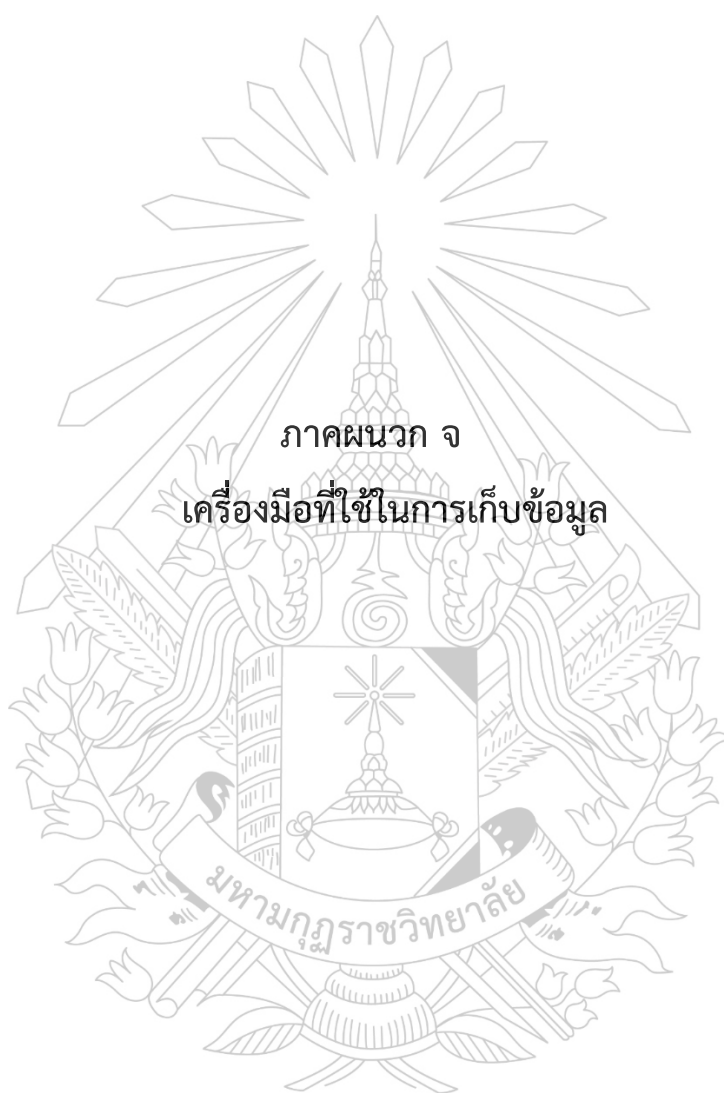 ภาคผนวก จ
เครื่องมือที่ใช้ในการเก็บข้อมูล
มหามกุฏราชวิทยาลัย